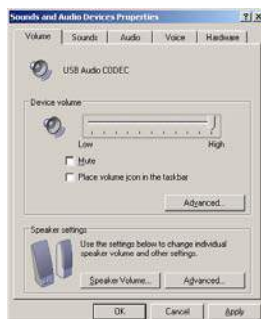 Sounds and Audio Devices Properties
Volume Sounds Audio Voice Hardware
USB Audio CODEC
Device volume
Low High
Mute
Place volume icon in the taskbar
Advanced...
Speaker settings
Use the settings below to change individual
speaker volume and other settings.
Speaker Volume... Advanced...
OK Cancel Apply